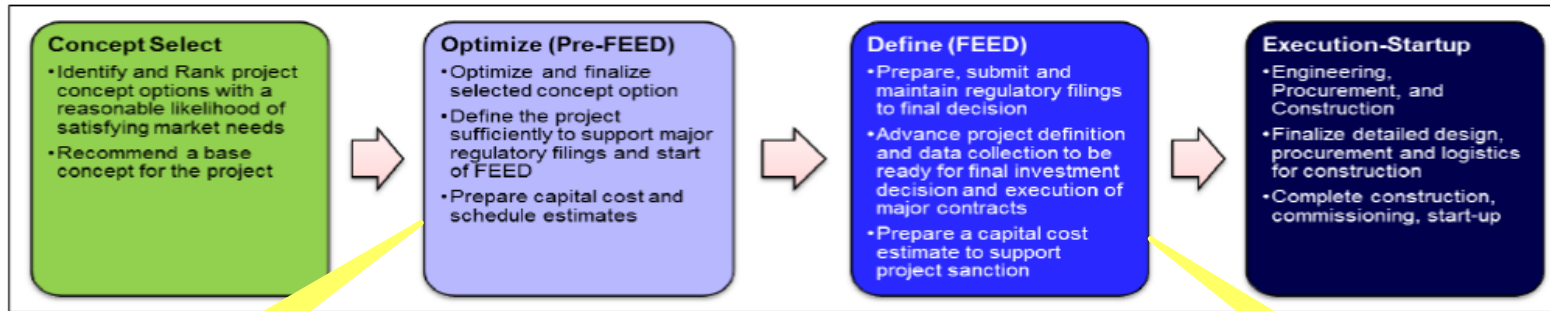 Concept Select
•Identify and Rank project
concept options with a
reasonable likelihood of
satisfying market needs
•Recommend a base
concept for the project
Optimize (Pre-FEED)
•Optimize and finalize
selected concept option
•Define the project
sufficiently to support major
regulatory filings and start
of FEED
•Prepare capital cost and
schedule estimates
Define (FEED)
•Prepare, submit and
maintain regulatory filings
to final decision
•Advance project definition
and data collection to be
ready for final investment
decision and execution of
major contracts
•Prepare a capital cost
estimate to support
project sanction
Execution-Startup
•Engineering,
Procurement, and
Construction
•Finalize detailed design,
procurement and logistics
for construction
•Complete construction,
commissioning, start-up